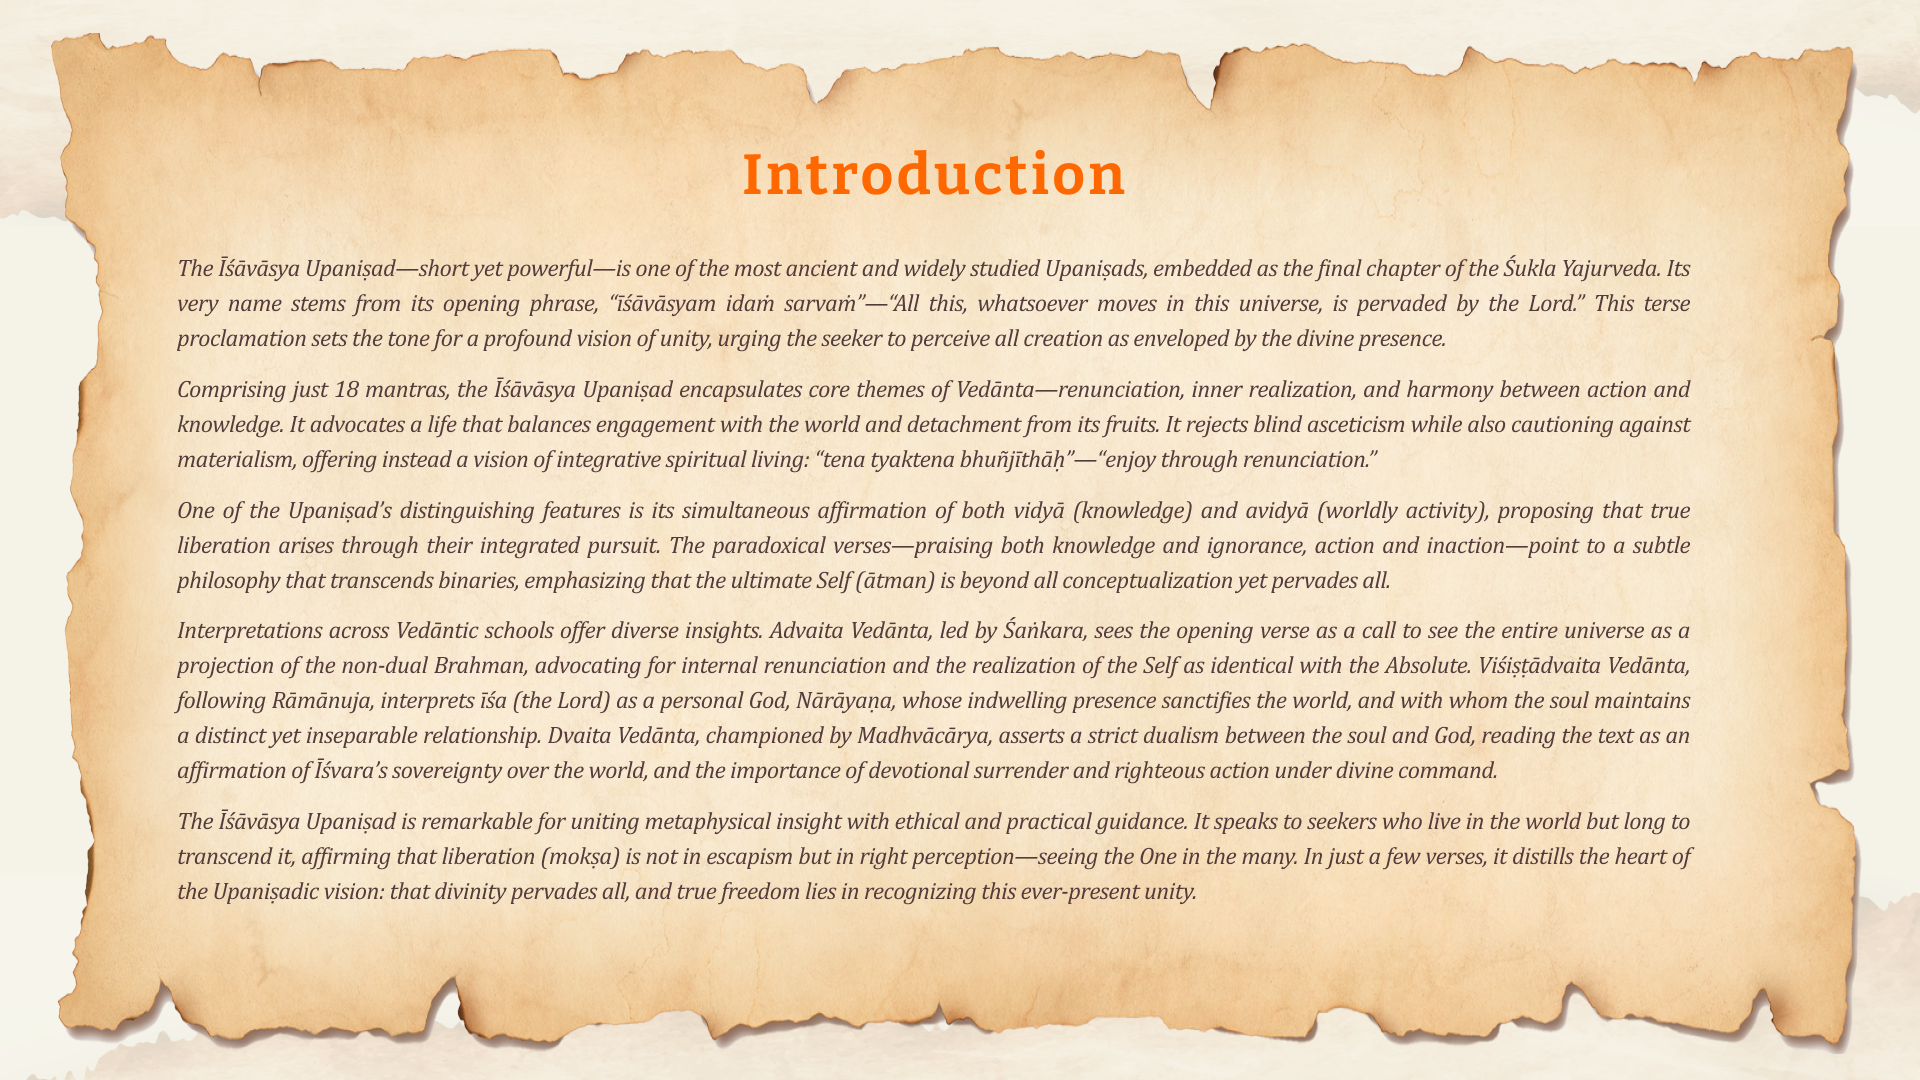 Introduction
The Īśāvāsya Upaniṣad—short yet powerful—is one of the most ancient and widely studied Upaniṣads, embedded as the final chapter of the Śukla Yajurveda. Its
very name stems from its opening phrase, “īśāvāsyam idaṁ sarvaṁ”—“All this, whatsoever moves in this universe, is pervaded by the Lord.” This terse
proclamation sets the tone for a profound vision of unity, urging the seeker to perceive all creation as enveloped by the divine presence.
Comprising just 18 mantras, the Īśāvāsya Upaniṣad encapsulates core themes of Vedānta—renunciation, inner realization, and harmony between action and
knowledge. It advocates a life that balances engagement with the world and detachment from its fruits. It rejects blind asceticism while also cautioning against
materialism, offering instead a vision of integrative spiritual living: “tena tyaktena bhuñjīthāḥ”—“enjoy through renunciation.”
One of the Upaniṣad’s distinguishing features is its simultaneous affirmation of both vidyā (knowledge) and avidyā (worldly activity), proposing that true
liberation arises through their integrated pursuit. The paradoxical verses—praising both knowledge and ignorance, action and inaction—point to a subtle
philosophy that transcends binaries, emphasizing that the ultimate Self (ātman) is beyond all conceptualization yet pervades all.
Interpretations across Vedāntic schools offer diverse insights. Advaita Vedānta, led by Śaṅkara, sees the opening verse as a call to see the entire universe as a
projection of the non-dual Brahman, advocating for internal renunciation and the realization of the Self as identical with the Absolute. Viśiṣṭādvaita Vedānta,
following Rāmānuja, interprets īśa (the Lord) as a personal God, Nārāyaṇa, whose indwelling presence sanctifies the world, and with whom the soul maintains
a distinct yet inseparable relationship. Dvaita Vedānta, championed by Madhvācārya, asserts a strict dualism between the soul and God, reading the text as an
affirmation of Īśvara’s sovereignty over the world, and the importance of devotional surrender and righteous action under divine command.
The Īśāvāsya Upaniṣad is remarkable for uniting metaphysical insight with ethical and practical guidance. It speaks to seekers who live in the world but long to
transcend it, affirming that liberation (mokṣa) is not in escapism but in right perception—seeing the One in the many. In just a few verses, it distills the heart of
the Upaniṣadic vision: that divinity pervades all, and true freedom lies in recognizing this ever-present unity.